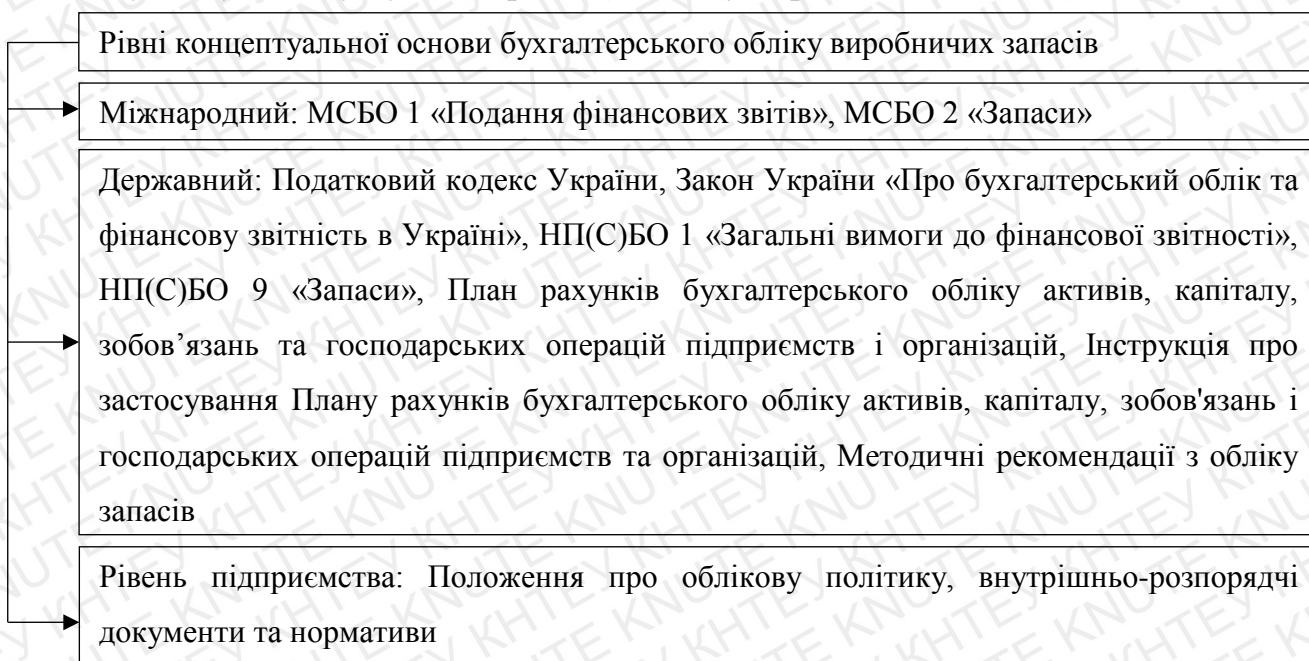 Рівні концептуальної основи бухгалтерського обліку виробничих запасів
Міжнародний: МСБО 1 «Подання фінансових звітів», МСБО 2 «Запаси»
Державний: Податковий кодекс України, Закон України «Про бухгалтерський облік та
фінансову звітність в Україні», НП(С)БО 1 «Загальні вимоги до фінансової звітності»,
НП(С)БО 9 «Запаси», План рахунків бухгалтерського обліку активів, капіталу,
зобов’язань та господарських операцій підприємств і організацій, Інструкція про
застосування Плану рахунків бухгалтерського обліку активів, капіталу, зобов'язань і
господарських операцій підприємств та організацій, Методичні рекомендації з обліку
запасів
Рівень підприємства: Положення про облікову політику, внутрішньо-розпорядчі
документи та нормативи